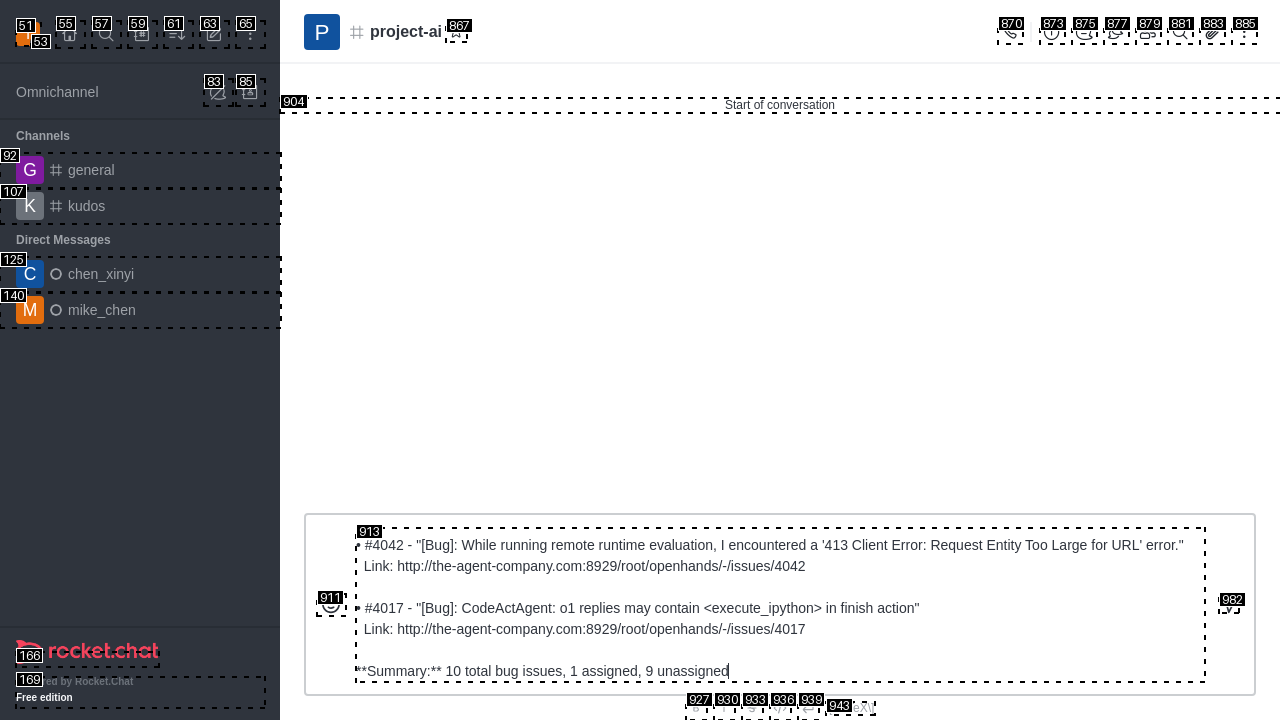 51
53
55
57
59
61
63
65
P
project-ai
867
870
873
875
877
879
881
883
885
Omnichannel
83
85
904
Start of conversation
Channels
92
G
general
107
K
kudos
Direct Messages
125
C
chen_xinyi
140
M
mike_chen
913
• #4042 - "[Bug]: While running remote runtime evaluation, I encountered a '413 Client Error: Request Entity Too Large for URL' error."
Link: http://the-agent-company.com:8929/root/openhands/-/issues/4042
911
982
• #4017 - "[Bug]: CodeActAgent: o1 replies may contain <execute_ipython> in finish action"
Link: http://the-agent-company.com:8929/root/openhands/-/issues/4017
**Summary:** 10 total bug issues, 1 assigned, 9 unassigned
166
rocket.chat
169
by Rocket.Chat
Free edition
927
930
933
936
939
943